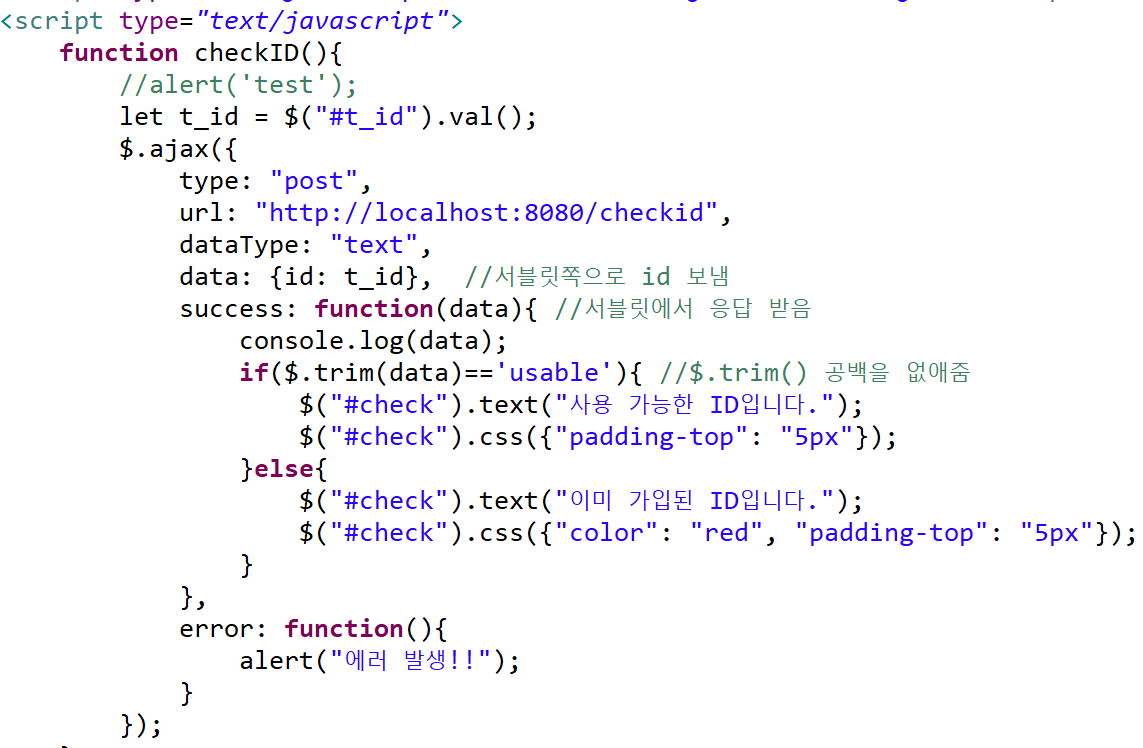 <script type="text/javascript">
    function checkID(){
        //alert('test');
        let t_id = $("#t_id").val();
        $.ajax({
            type: "post",
            url: "http://localhost:8080/checkid",
            dataType: "text",
            data: {id: t_id},  //서블릿쪽으로 id 보냄
            success: function(data){ //서블릿에서 응답 받음
                console.log(data);
                if($.trim(data)=='usable'){ //$.trim() 공백을 없애줌
                    $("#check").text("사용 가능한 ID입니다.");
                    $("#check").css({"padding-top": "5px"});
                }else{
                    $("#check").text("이미 가입된 ID입니다.");
                    $("#check").css({"color": "red", "padding-top": "5px"});
                }
            },
            error: function(){
                alert("에러 발생!!");
            }
        });